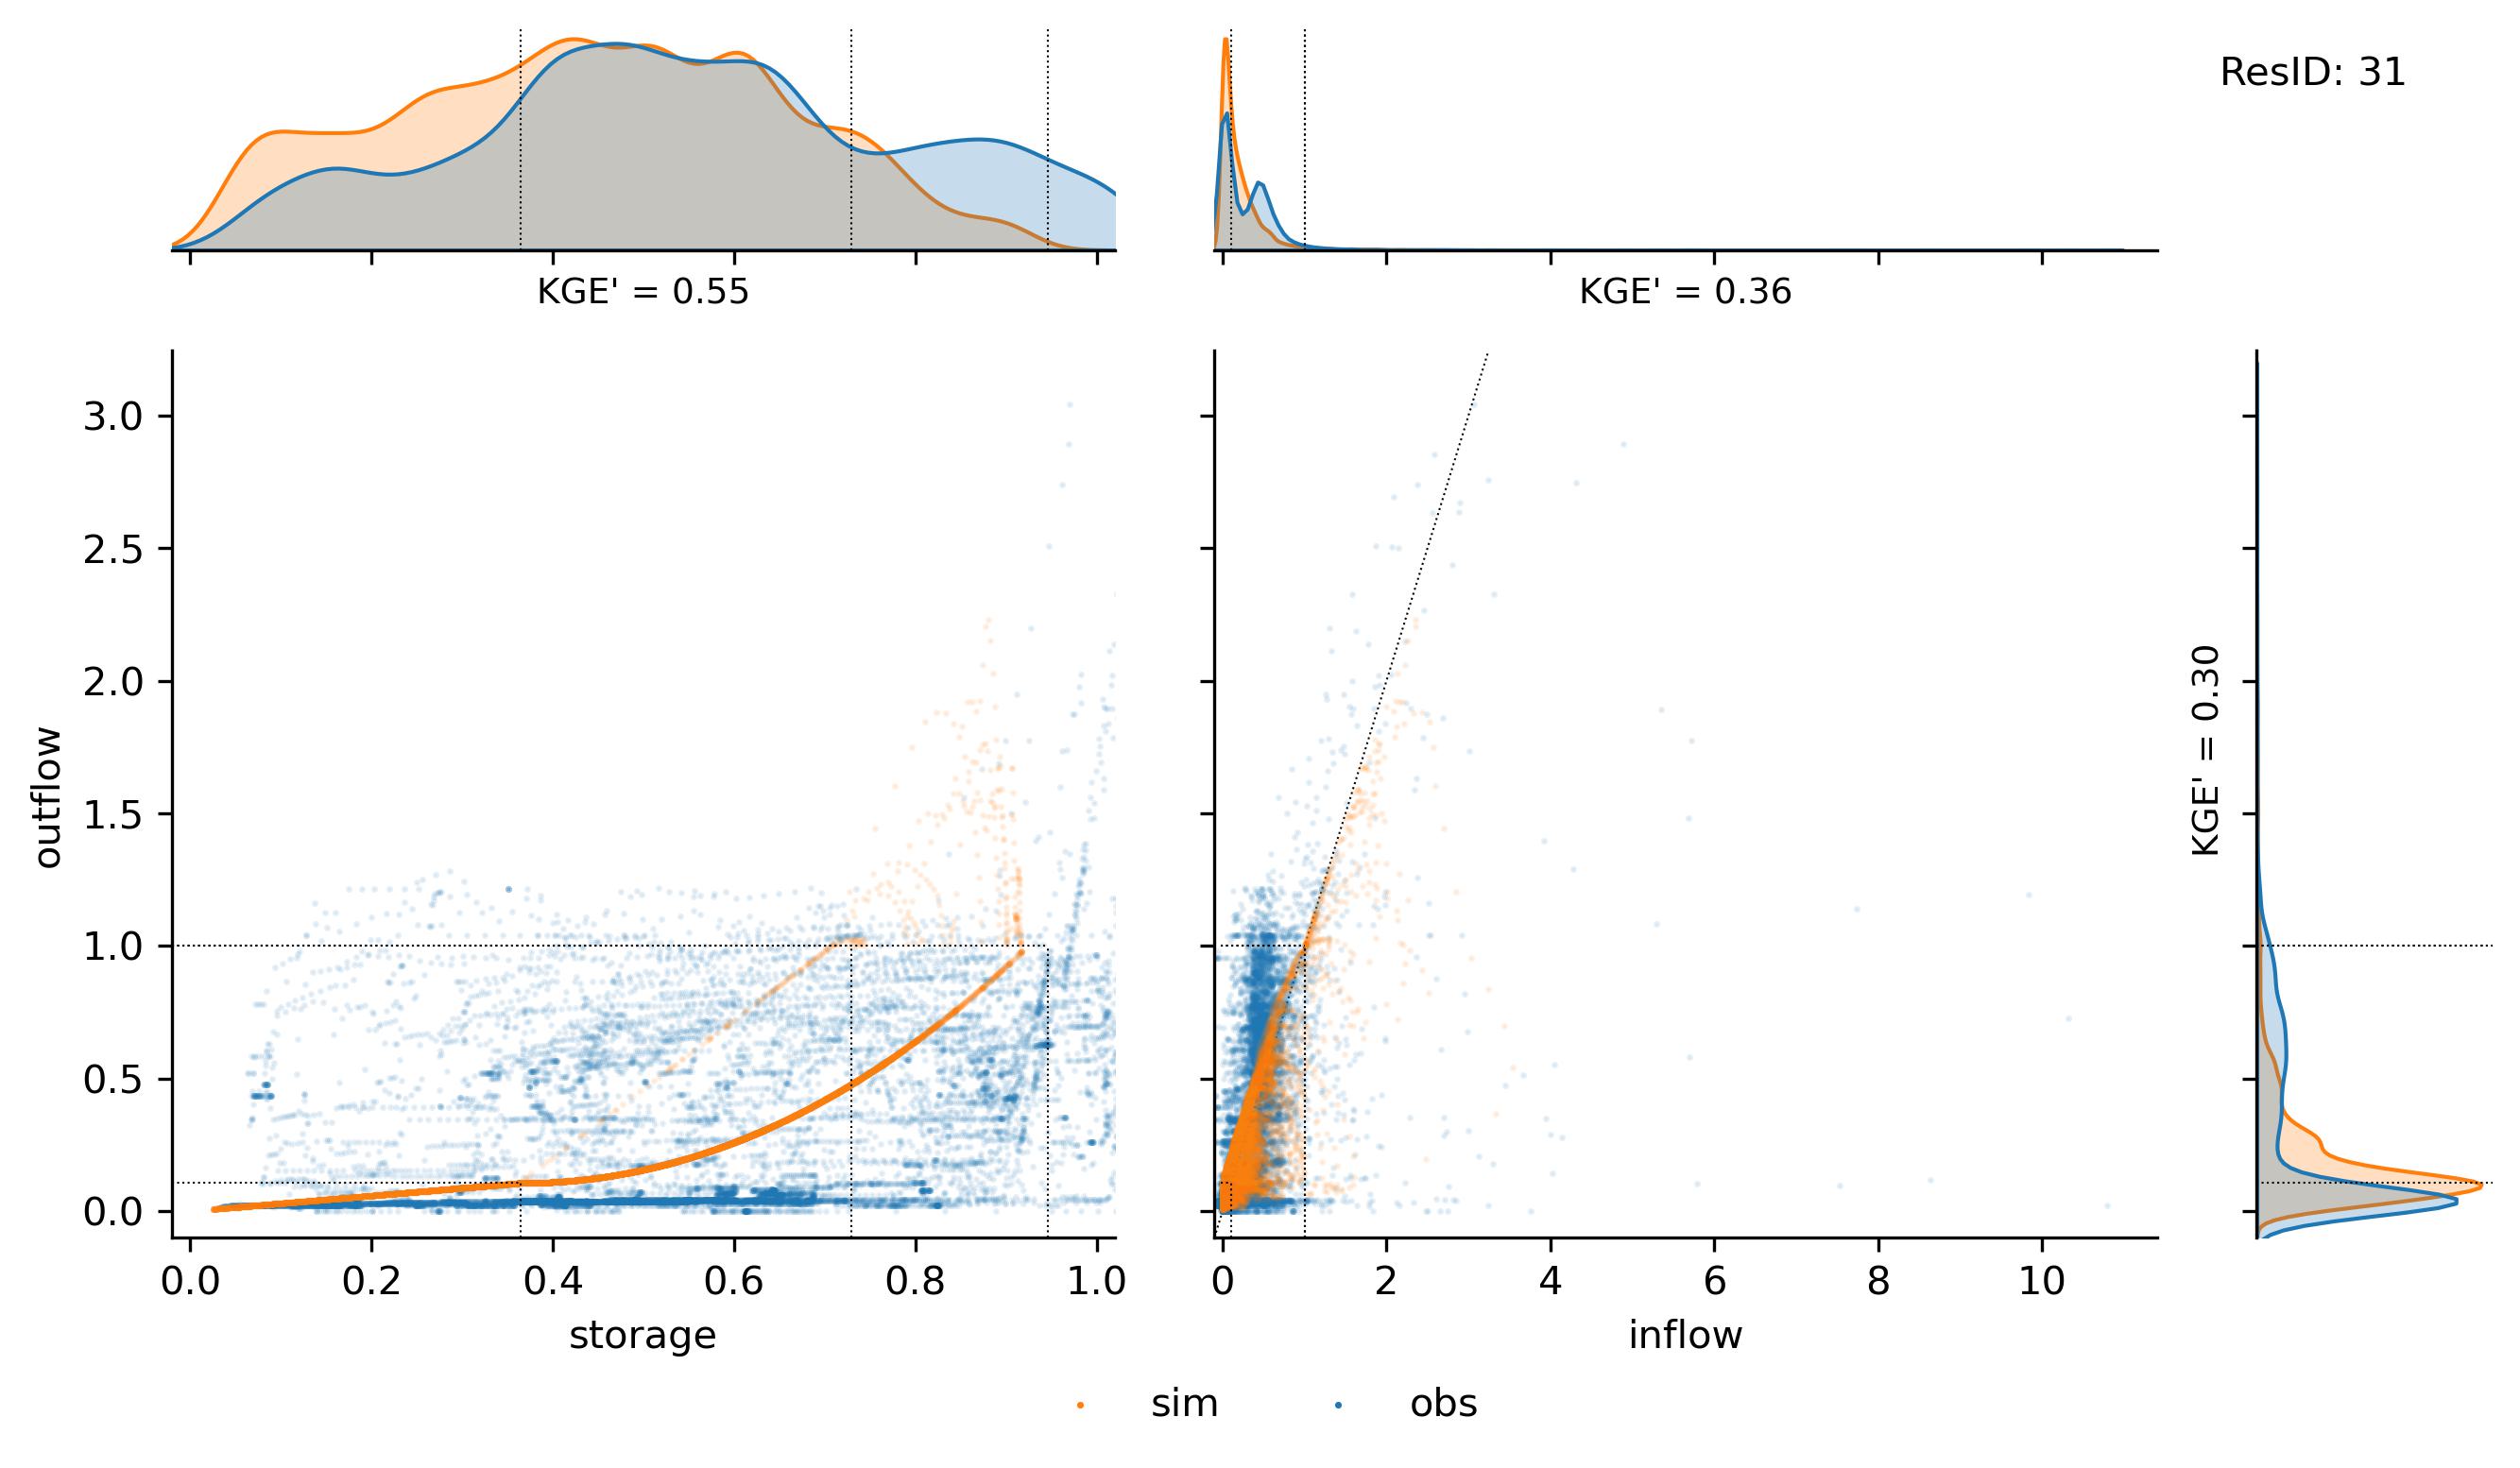 ResID: 31
KGE' = 0.55
KGE' = 0.36
3.0
2.5
2.0
1.5
1.0
0.5
0.0
outflow
KGE' = 0.30
0.0 0.2 0.4 0.6 0.8 1.0
0 2 4 6 8 10
storage
inflow
sim obs